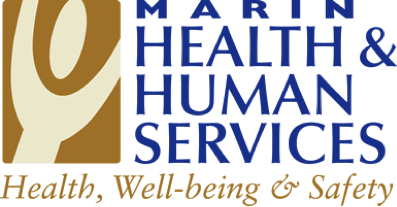 MARIN
HEALTH &
HUMAN
SERVICES
Health, Well-being & Safety